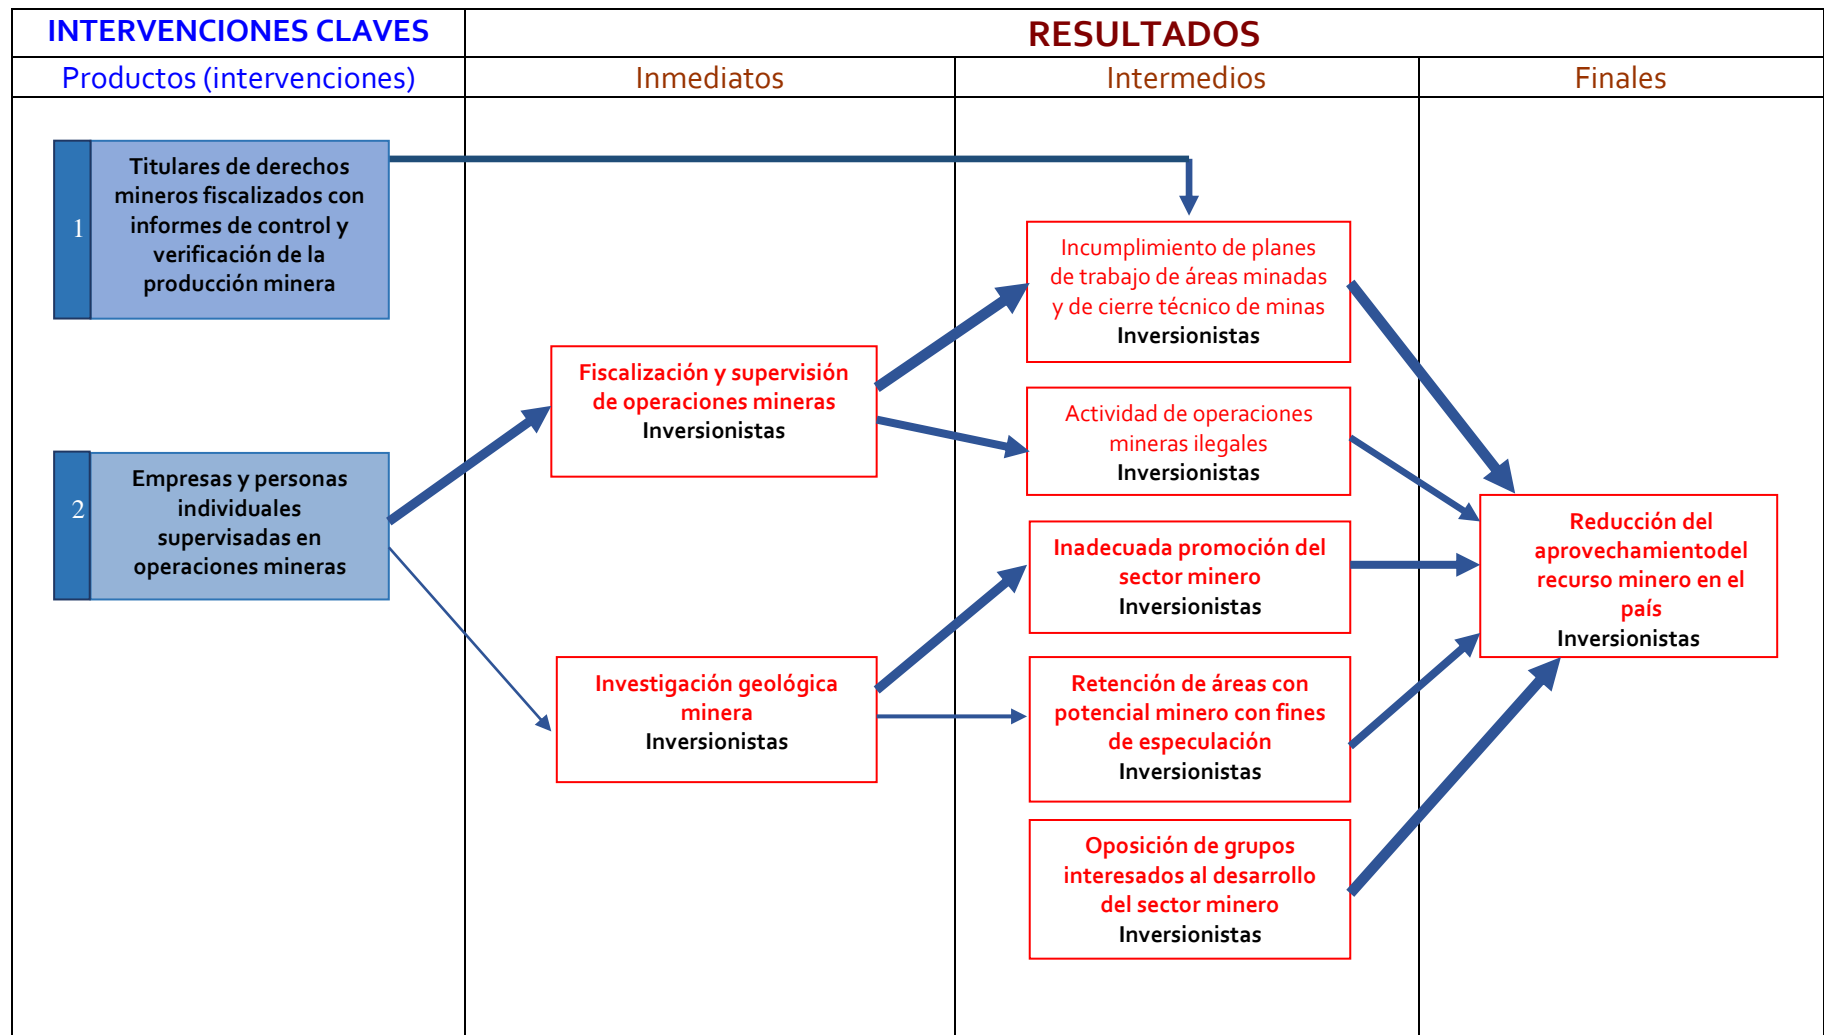 INTERVENCIONES CLAVES
RESULTADOS
Productos (intervenciones)
Inmediatos
Intermedios
Finales
1
Titulares de derechos
mineros fiscalizados con
informes de control y
verificación de la
producción minera
2
Empresas y personas
individuales
supervisadas en
operaciones mineras
Fiscalización y supervisión
de operaciones mineras
Inversionistas
Investigación geológica
minera
Inversionistas
Incumplimiento de planes
de trabajo de áreas minadas
y de cierre técnico de minas
Inversionistas
Actividad de operaciones
mineras ilegales
Inversionistas
Inadecuada promoción del
sector minero
Inversionistas
Retención de áreas con
potencial minero con fines
de especulación
Inversionistas
Oposición de grupos
interesados al desarrollo
del sector minero
Inversionistas
Reducción del
aprovechamientodel
recurso minero en el
país
Inversionistas